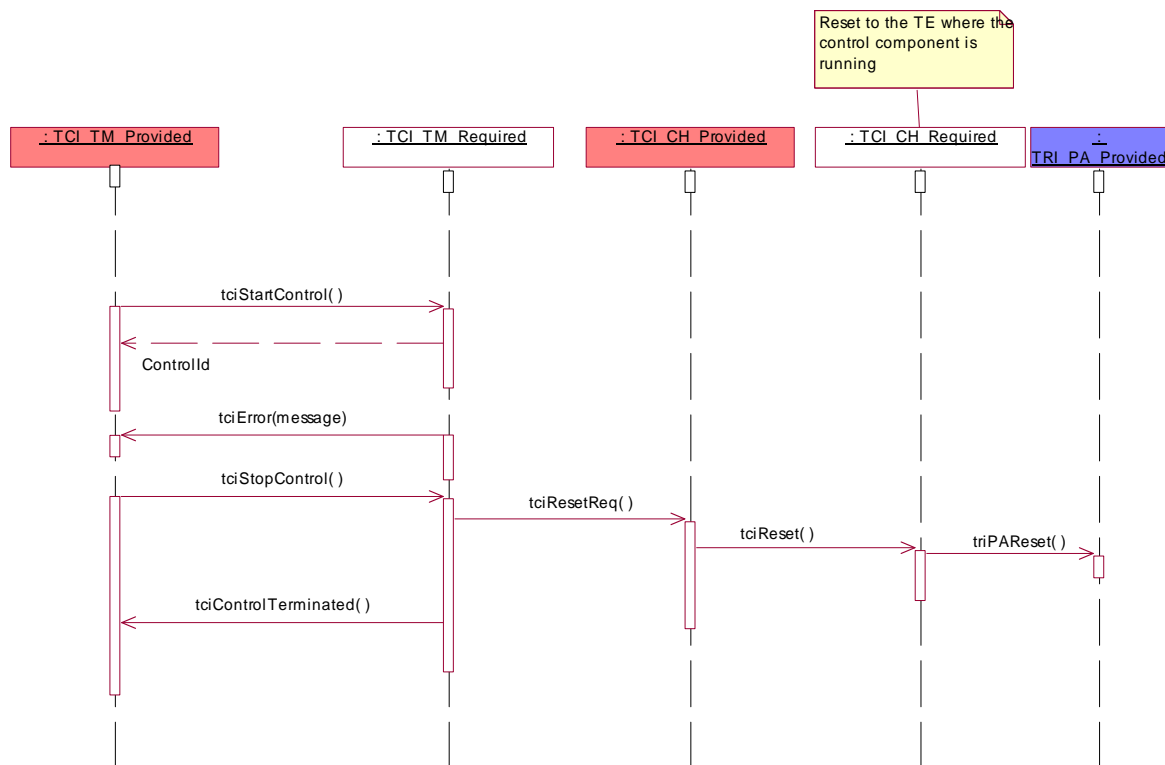 Reset to the TE where the
control component is
running
: TCI_TM_Provided
: TCI_TM_Required
: TCI_CH_Provided
: TCI_CH_Required
:
TRI_PA_Provided
tciStartControl( )
ControlId
tciError(message)
tciStopControl( )
tciResetReq( )
tciReset( )
triPAReset( )
tciControlTerminated( )